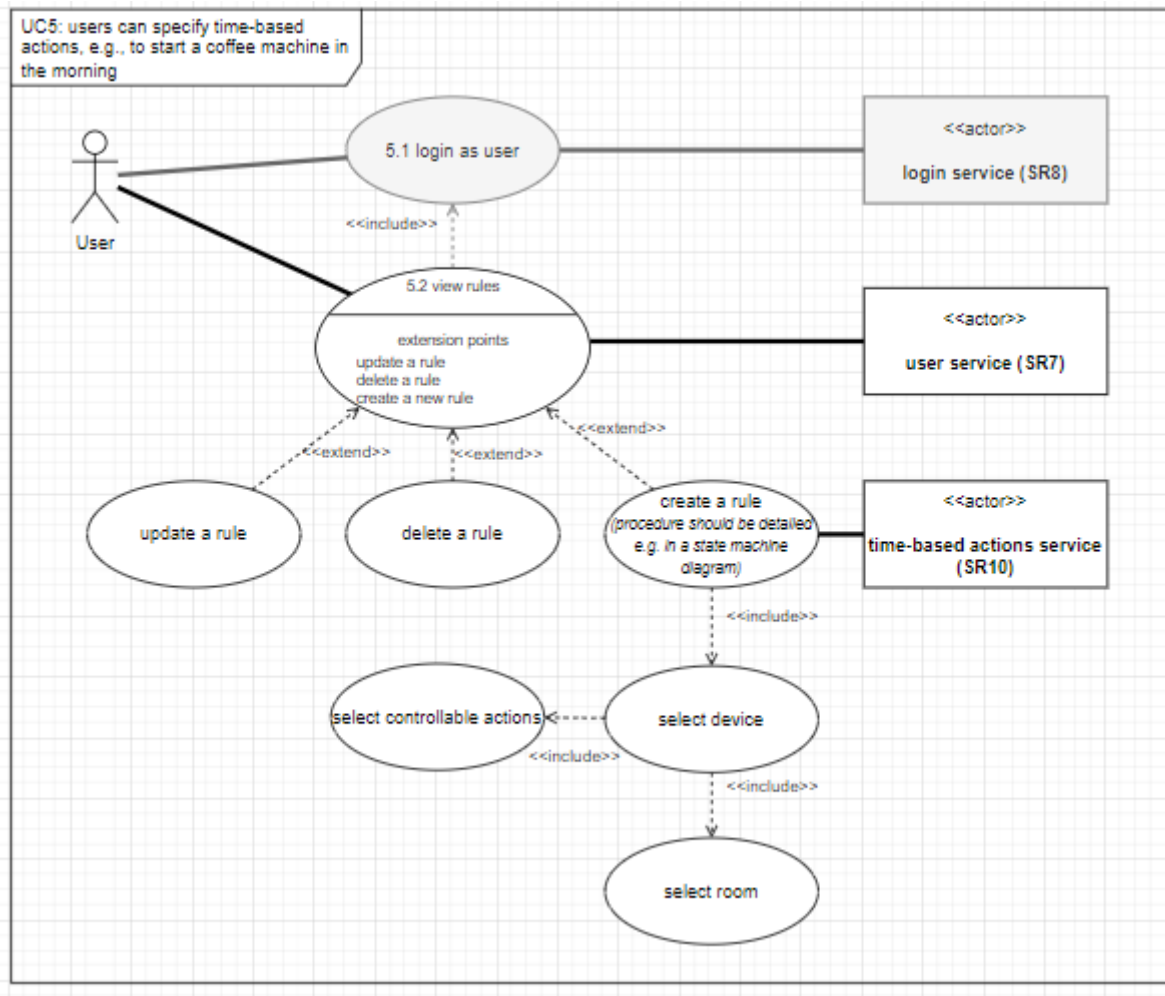 UC5: users can specify time-based
actions, e.g., to start a coffee machine in
the morning
5.1 login as user
<<actor>>
login service (SR8)
User
<<include>>
5.2 view rules
extension points
update a rule
delete a rule
create a new rule
<<actor>>
user service (SR7)
<<extend>>
<<extend>>
<<extend>>
update a rule
delete a rule
create a rule
(procedure should be detailed
e.g. in a state machine
diagram)
<<actor>>
time-based actions service
(SR10)
<<include>>
select controllable actions
select device
<<include>>
<<include>>
select room